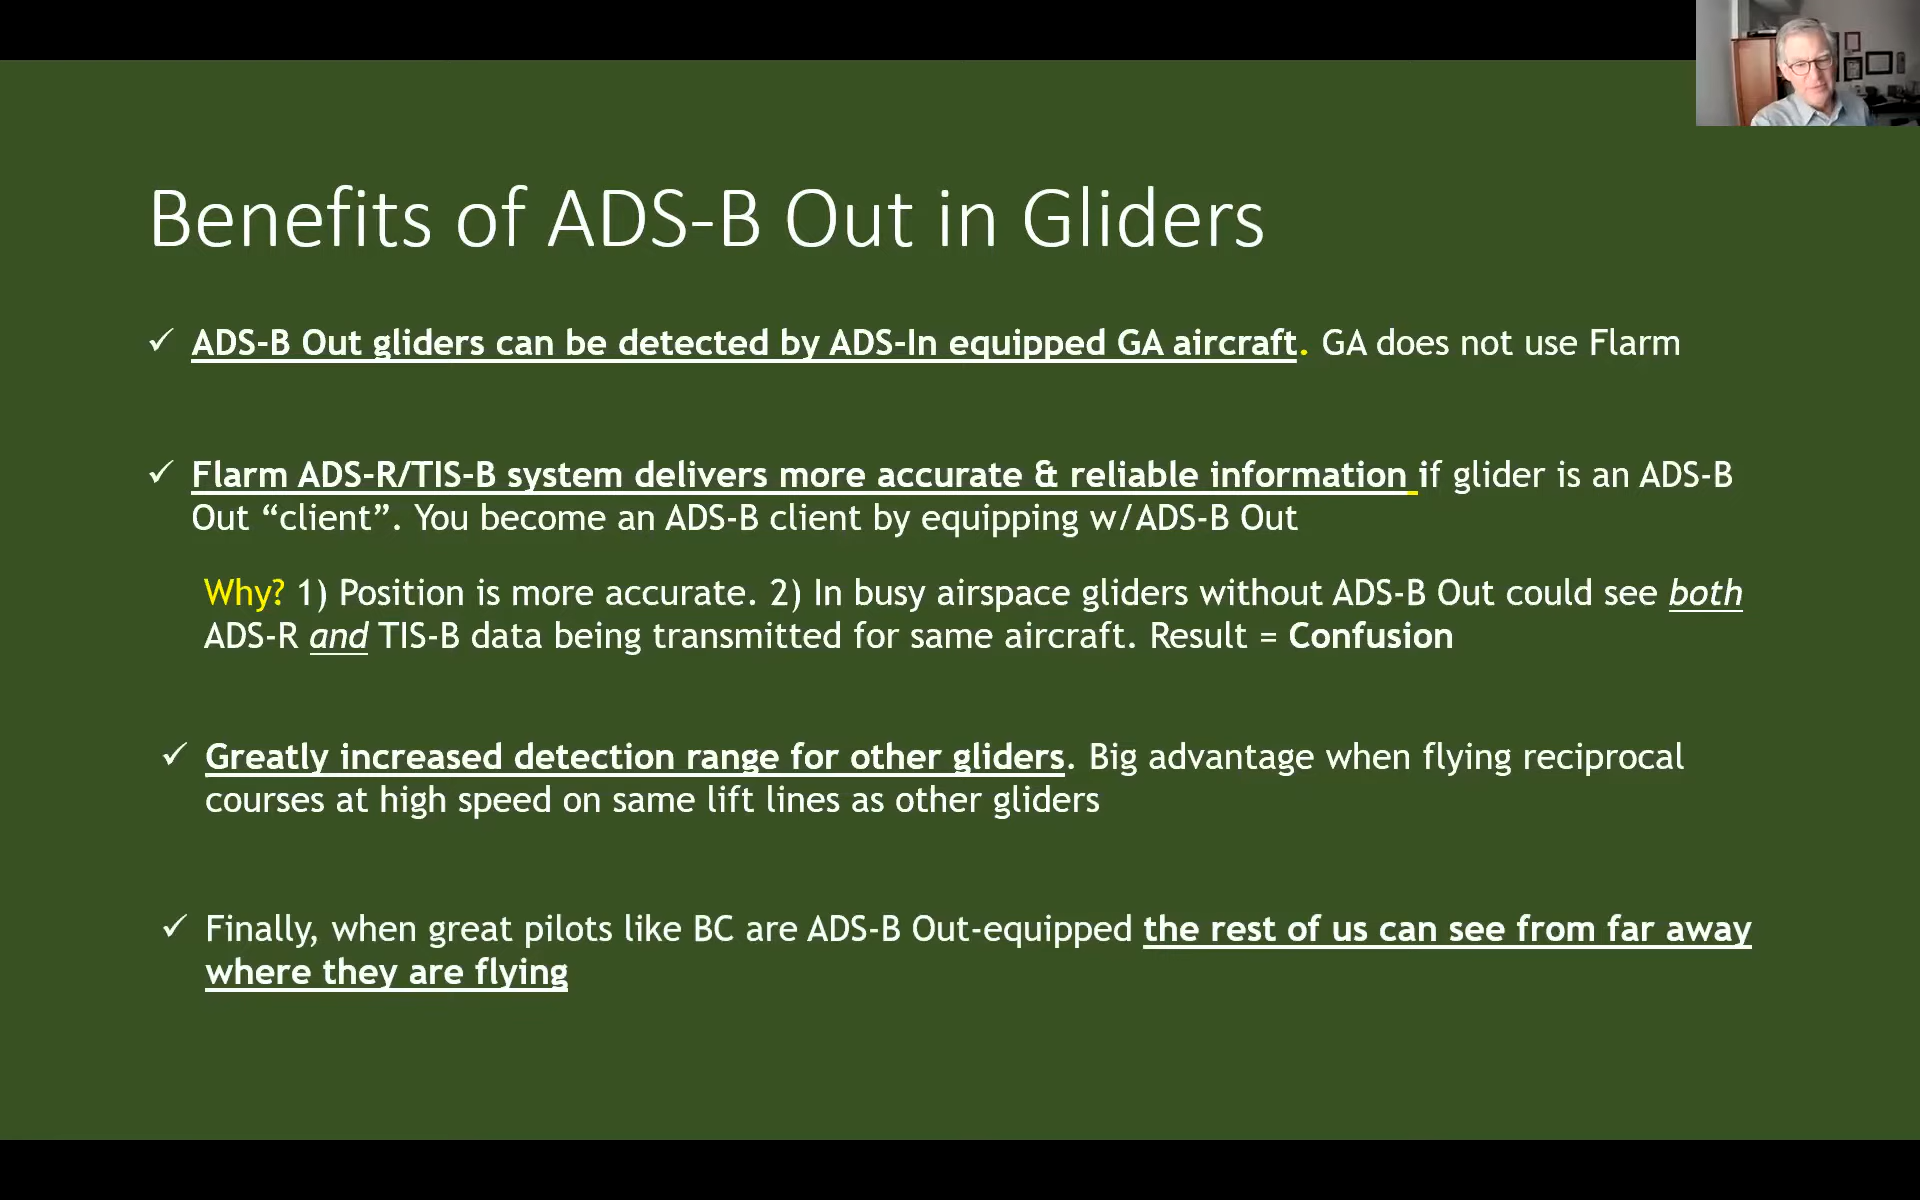 Benefits of ADS-B Out in Gliders
✓ ADS-B Out gliders can be detected by ADS-In equipped GA aircraft. GA does not use Flarm
✓ Flarm ADS-R/TIS-B system delivers more accurate & reliable information if glider is an ADS-B
Out “client”. You become an ADS-B client by equipping w/ADS-B Out
Why? 1) Position is more accurate. 2) In busy airspace gliders without ADS-B Out could see both
ADS-R and TIS-B data being transmitted for same aircraft. Result = Confusion
✓ Greatly increased detection range for other gliders. Big advantage when flying reciprocal
courses at high speed on same lift lines as other gliders
✓ Finally, when great pilots like BC are ADS-B Out-equipped the rest of us can see from far away
where they are flying